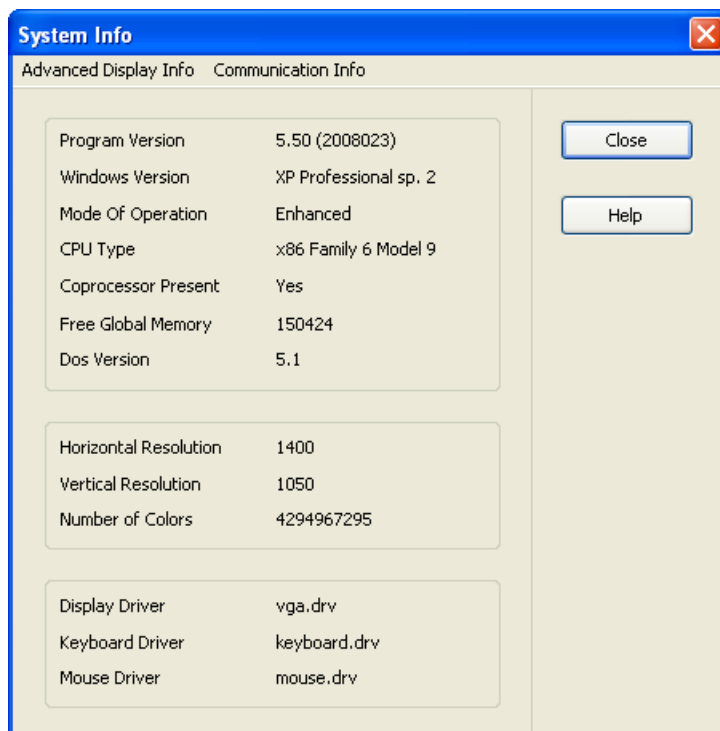 System Info
Advanced Display Info Communication Info
Program Version 5.50 (2008023)
Windows Version XP Professional sp. 2
Mode Of Operation Enhanced
CPU Type x86 Family 6 Model 9
Coprocessor Present Yes
Free Global Memory 150424
Dos Version 5.1
Horizontal Resolution 1400
Vertical Resolution 1050
Number of Colors 4294967295
Display Driver vga.drv
Keyboard Driver keyboard.drv
Mouse Driver mouse.drv
Close
Help